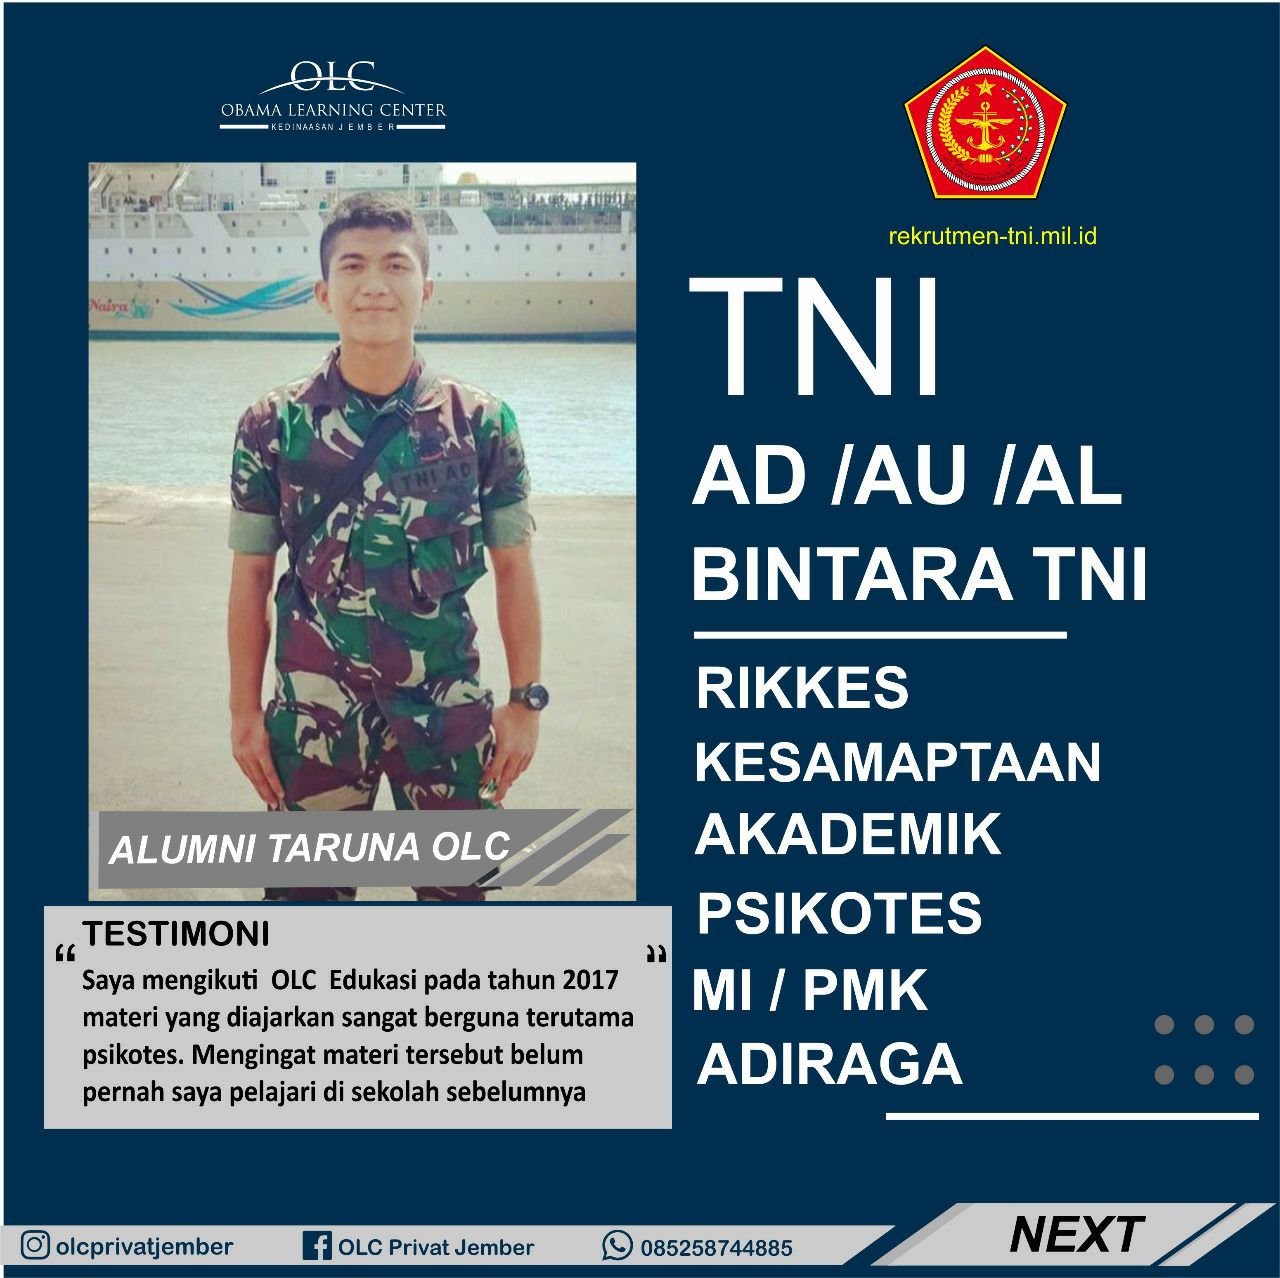 OLC
OBAMA LEARNING CENTER
KEDINAASAN JEMBER
rekrutmen-tni.mil.id
Naira
TNI AD
ALUMNI TARUNA OLC
TNI
AD /AU /AL
BINTARA TNI
RIKKES
KESAMAPTAAN
AKADEMIK
PSIKOTES
MI / PMK
ADIRAGA
TESTIMONI
“ Saya mengikuti OLC Edukasi pada tahun 2017 ”
materi yang diajarkan sangat berguna terutama
psikotes. Mengingat materi tersebut belum
pernah saya pelajari di sekolah sebelumnya
olcprivatjember
OLC Privat Jember
085258744885
NEXT